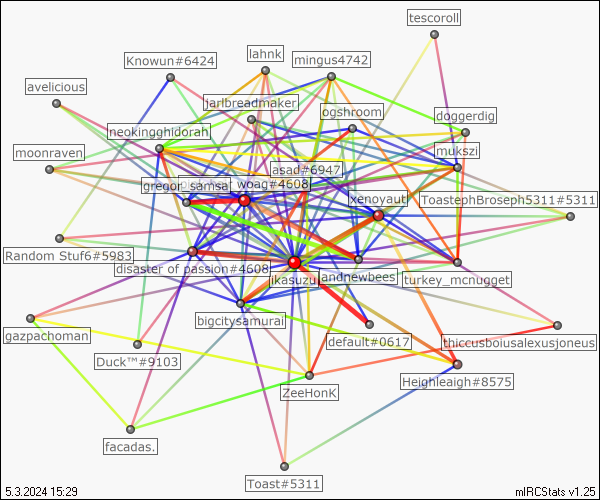 tescoroll
lahnk
mingus4742
Knowun#6424
avelicious
jarlbreadmaker
ogshroom
doggerdig
neokingghidorah
mukszi
moonraven
asad#6947
gregor_samsa
woag#4608
xenoyauti
ToastephBroseph5311#5311
Random Stuf6#5983
disaster of passion#4608
jikasuzu
andnewbees
turkey_mcnugget
bigcitysamurai
gazpachoman
default#0617
thiccusboiusalexusjoneus
Duck™#9103
Heighleaigh#8575
ZeeHonK
facadas.
Toast#5311
5.3.2024 15:29
mIRCStats v1.25